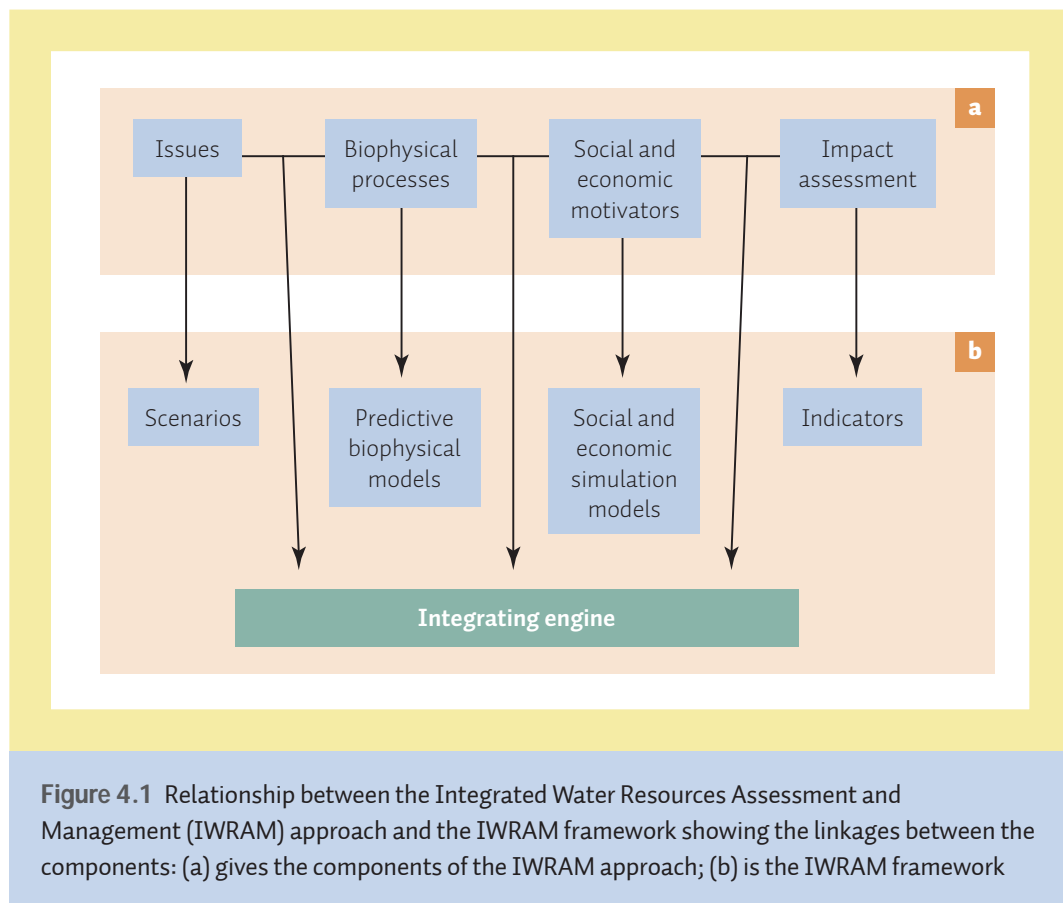 a
Issues
Biophysical
processes
Social and
economic
motivators
Impact
assessment
b
Scenarios
Predictive
biophysical
models
Social and
economic
simulation
models
Indicators
Integrating engine
Figure 4.1 Relationship between the Integrated Water Resources Assessment and
Management (IWRAM) approach and the IWRAM framework showing the linkages between the
components: (a) gives the components of the IWRAM approach; (b) is the IWRAM framework